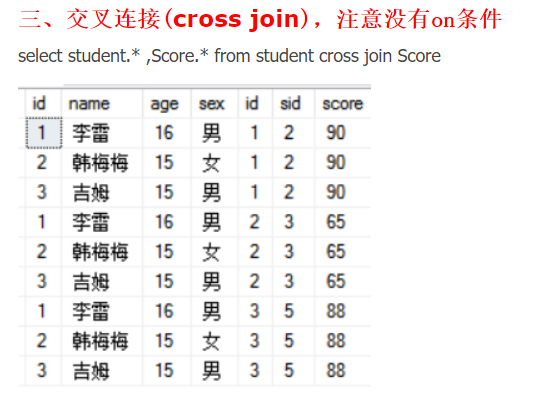 三、交叉连接(cross join)，注意没有on条件
select student.* ,Score.* from student cross join Score
id name age sex id sid score
1 李雷 16 男 1 2 90
2 韩梅梅 15 女 1 2 90
3 吉姆 15 男 1 2 90
1 李雷 16 男 2 3 65
2 韩梅梅 15 女 2 3 65
3 吉姆 15 男 2 3 65
1 李雷 16 男 3 5 88
2 韩梅梅 15 女 3 5 88
3 吉姆 15 男 3 5 88